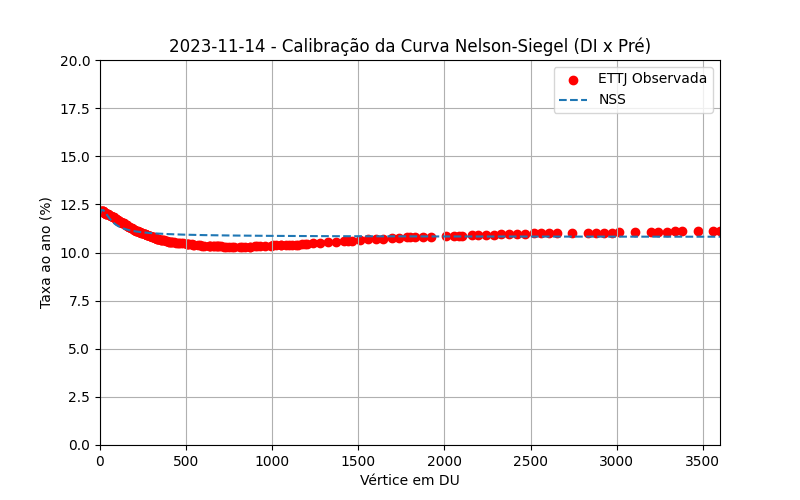 2023-11-14 - Calibração da Curva Nelson-Siegel (DI x Pré)
ETTJ Observada
NSS
Taxa ao ano (%)
20.0
17.5
15.0
12.5
10.0
7.5
5.0
2.5
0.0
0 500 1000 1500 2000 2500 3000 3500
Vértice em DU